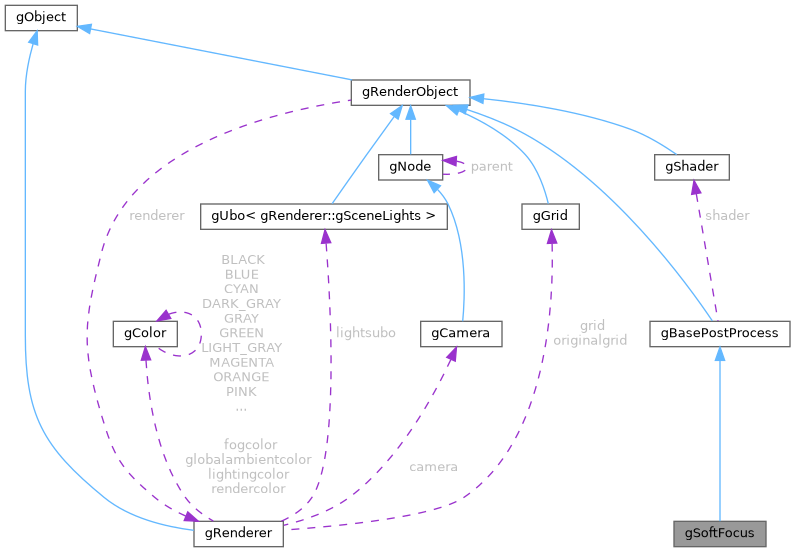 gObject
gRenderObject
gNode
parent
gShader
renderer
gUbo< gRenderer::gSceneLights >
gGrid
shader
BLACK
BLUE
CYAN
DARK_GRAY
GRAY
GREEN
LIGHT_GRAY
MAGENTA
ORANGE
PINK
...
gColor
lightsubo
gCamera
grid
originalgrid
gBasePostProcess
fogcolor
globalambientcolor
lightingcolor
rendercolor
camera
gRenderer
gSoftFocus